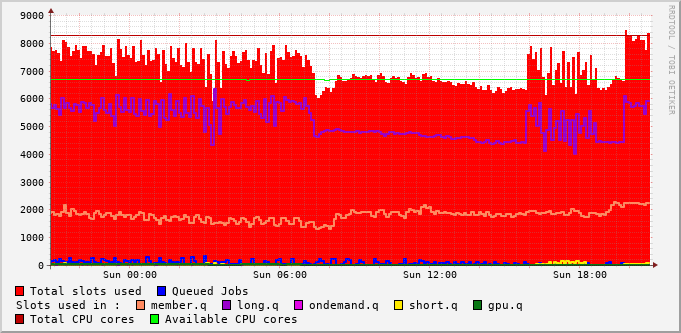 9000
8000
7000
6000
5000
4000
3000
2000
1000
0
Sun 00:00 Sun 06:00 Sun 12:00 Sun 18:00
RRDTOOL / TOBI OETIKER
Total slots used Queued Jobs
Slots used in : member.q long.q ondemand.q short.q gpu.q
Total CPU cores Available CPU cores